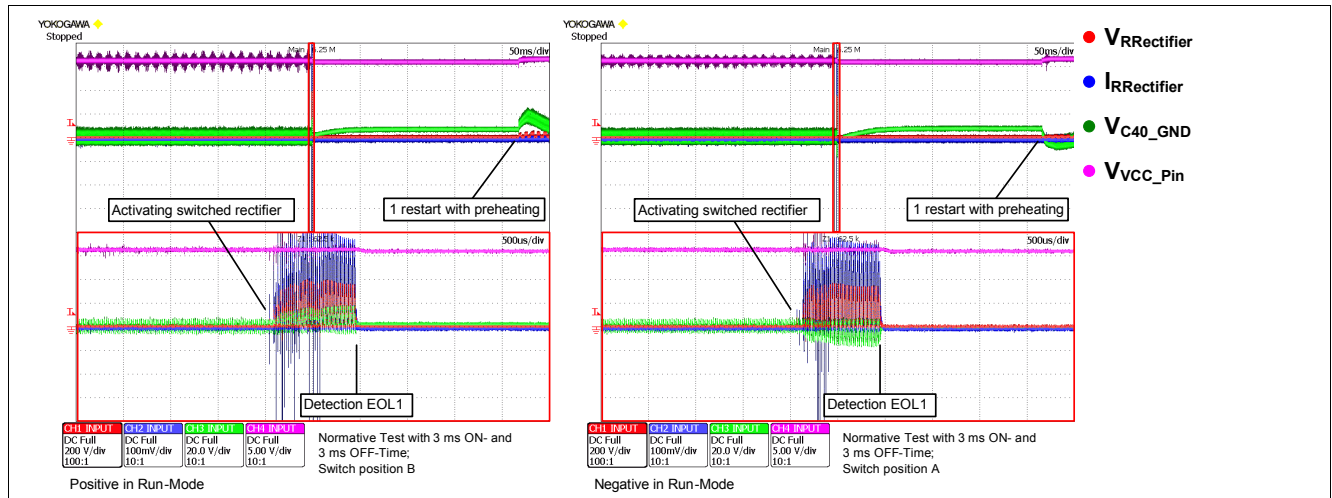 YOKOGAWA
Stopped
Main
.25 M
50ms/div
Activating switched rectifier
1 restart with preheating
500us/div
Detection EOL1
CH1 INPUT
DC Full
200 V/div
100:1
CH2 INPUT
DC Full
100mV/div
10:1
CH3 INPUT
DC Full
20.0 V/div
10:1
CH4 INPUT
DC Full
5.00 V/div
10:1
Normative Test with 3 ms ON- and
3 ms OFF-Time;
Switch position B
Positive in Run-Mode
YOKOGAWA
Stopped
Main
.25 M
50ms/div
Activating switched rectifier
1 restart with preheating
500us/div
Detection EOL1
CH1 INPUT
DC Full
200 V/div
100:1
CH2 INPUT
DC Full
100mV/div
10:1
CH3 INPUT
DC Full
20.0 V/div
10:1
CH4 INPUT
DC Full
5.00 V/div
10:1
Normative Test with 3 ms ON- and
3 ms OFF-Time;
Switch position A
Negative in Run-Mode
VRRectifier
IRRectifier
VC40_GND
VVCC_Pin